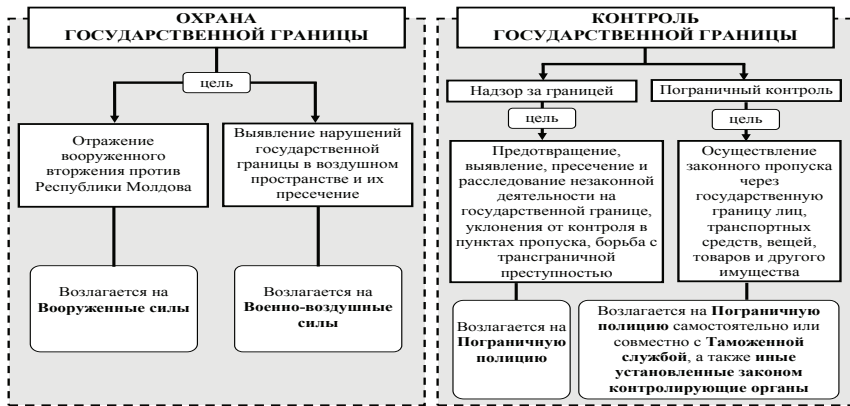 ОХРАНА
ГОСУДАРСТВЕННОЙ ГРАНИЦЫ
цель
Отражение
вооруженного
вторжения против
Республики Молдова
Выявление нарушений
государственной
границы в воздушном
пространстве и их
пресечение
Возлагается на
Вооруженные силы
Возлагается на
Военно-воздушные
силы
КОНТРОЛЬ
ГОСУДАРСТВЕННОЙ ГРАНИЦЫ
Надзор за границей
Пограничный контроль
цель
цель
Предотвращение,
выявление, пресечение и
расследование незаконной
деятельности на
государственной границе,
уклонения от контроля в
пунктах пропуска, борьба с
трансграничной
преступностью
Осуществление
законного пропуска
через
государственную
границу лиц,
транспортных
средств, вещей,
товаров и другого
имущества
Возлагается на
Пограничную
полицию
Возлагается на Пограничную
полицию самостоятельно или
совместно с Таможенной
службой, а также иные
установленные законом
контролирующие органы